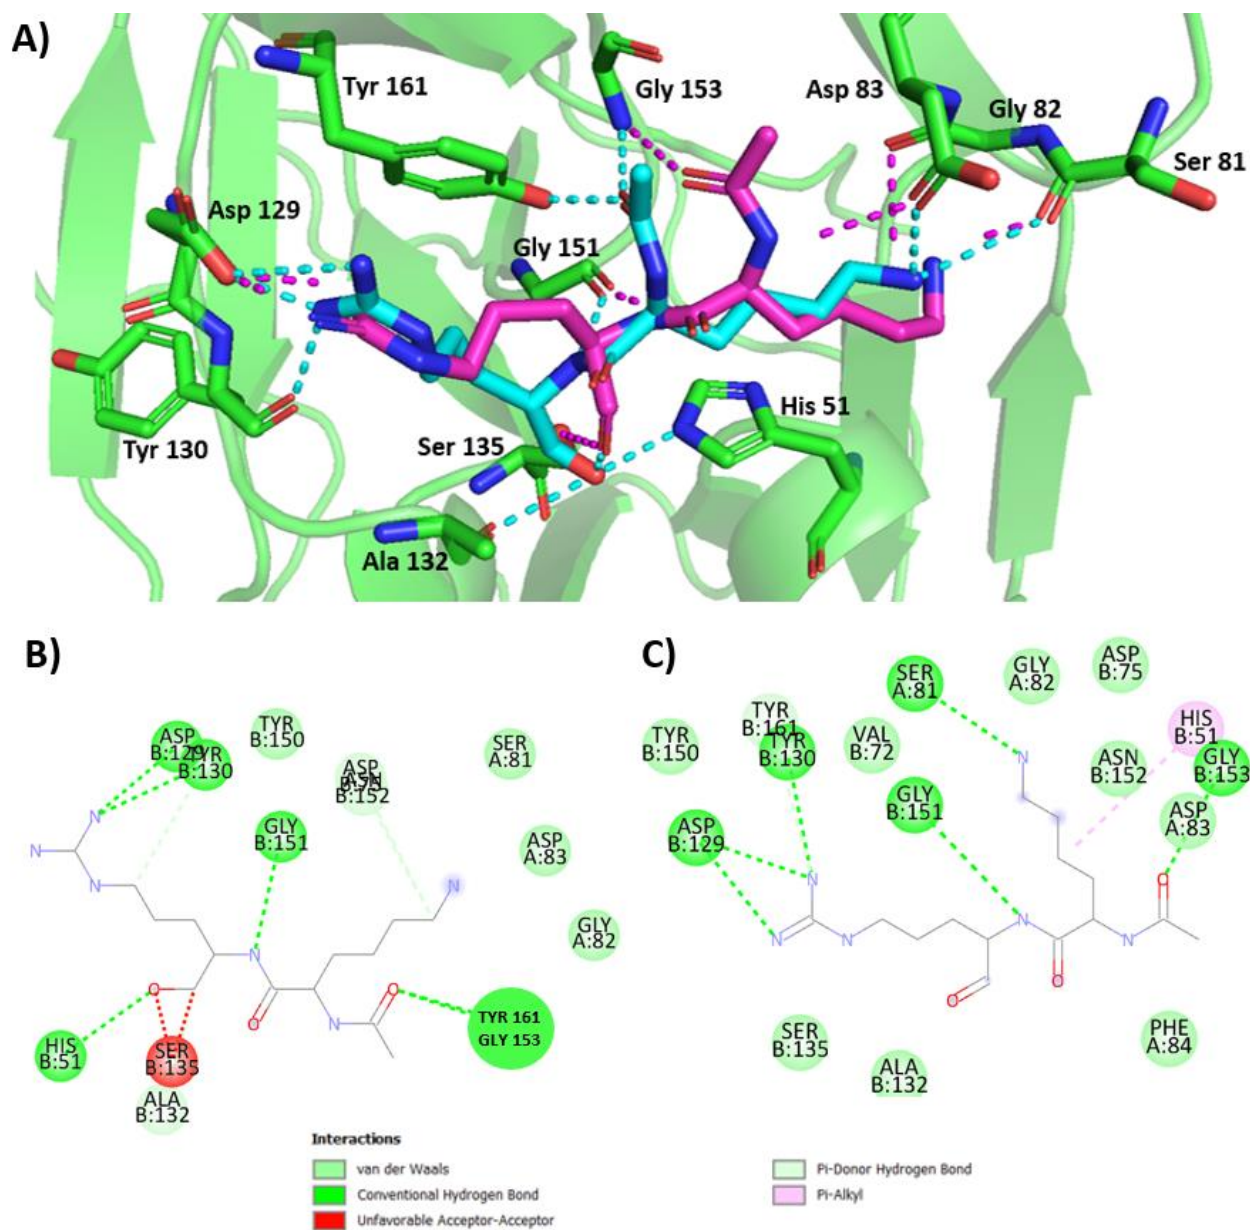 A)
Tyr 161
Gly 153
Asp 83
Gly 82
Ser 81
Asp 129
Gly 151
Tyr 130
Ser 135
His 51
Ala 132
B)
ASP
B:129
TYR
B:130
TYR
B:150
SER
A:81
ASP
B:75
ASN
B:152
GLY
B:151
ASP
A:83
GLY
A:82
N
N
N
N
N
O
O
O
N
HIS
B:51
SER
B:135
ALA
B:132
TYR 161
GLY 153
C)
SER
A:81
GLY
A:82
ASP
B:75
TYR
B:150
TYR
B:161
TYR
B:130
VAL
B:72
HIS
B:51
ASN
B:152
GLY
B:153
GLY
B:151
ASP
A:83
ASP
B:129
N
N
N
N
N
N
O
O
O
SER
B:135
ALA
B:132
PHE
A:84
Interactions
van der Waals
Conventional Hydrogen Bond
Unfavorable Acceptor-Acceptor
Pi-Donor Hydrogen Bond
Pi-Alkyl